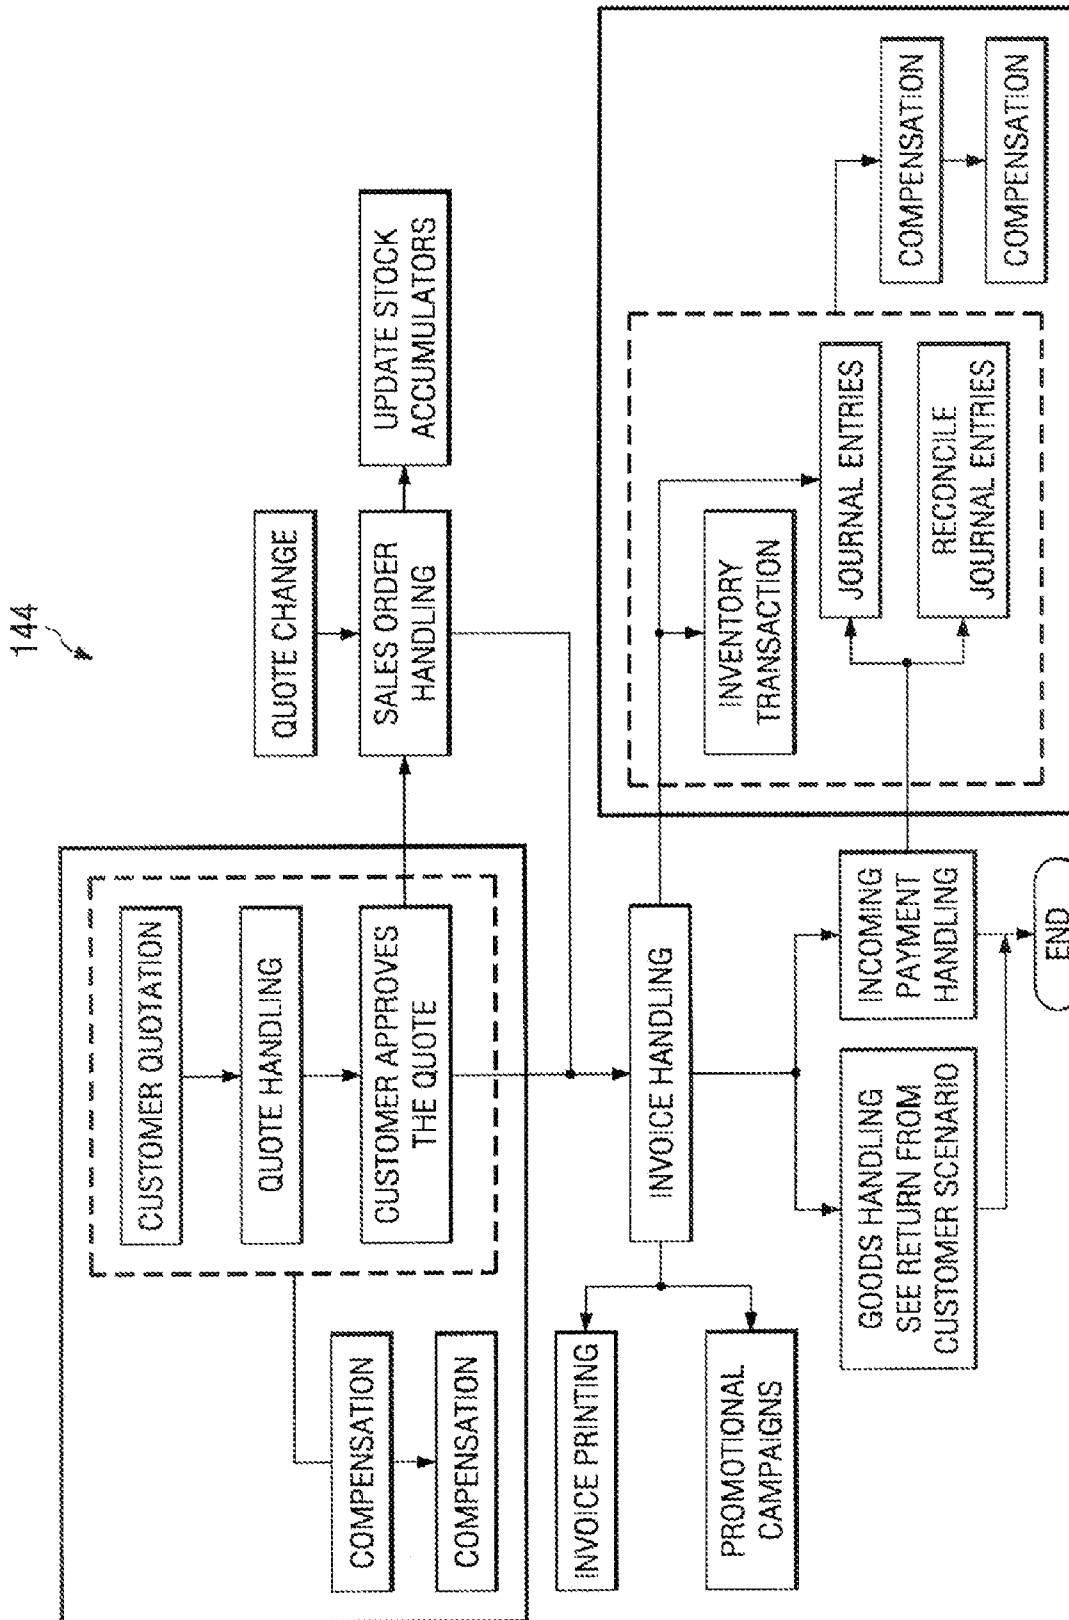 144
CUSTOMER QUOTATION
QUOTE HANDLING
CUSTOMER APPROVES
THE QUOTE
COMPENSATION
COMPENSATION
QUOTE CHANGE
SALES ORDER
HANDLING
UPDATE STOCK
ACCUMULATORS
INVOICE HANDLING
INVOICE PRINTING
PROMOTIONAL
CAMPAIGNS
GOODS HANDLING
SEE RETURN FROM
CUSTOMER SCENARIO
INCOMING
PAYMENT
HANDLING
END
INVENTORY
TRANSACTION
JOURNAL ENTRIES
RECONCILE
JOURNAL ENTRIES
COMPENSATION
COMPENSATION